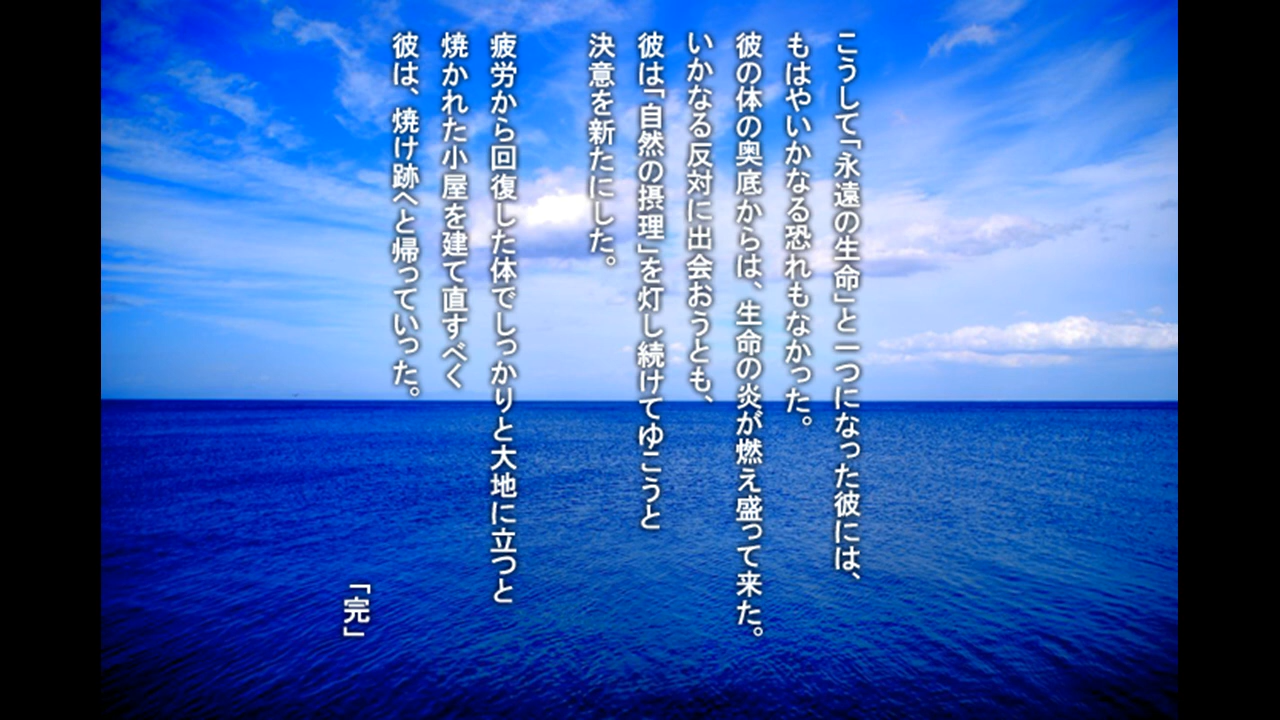 こうして「永遠の生命」と一つになった彼には、
もはやいかなる恐れもなかった。
彼の体の奥底からは、生命の炎が燃え盛って来た。
いかなる反対に出会おうとも、
彼は「自然の摂理」を灯し続けてゆこうと
決意を新たにした。
疲労から回復した体でしっかりと大地に立つと
焼かれた小屋を建て直すべく
彼は、焼け跡へと帰っていった。
「完」